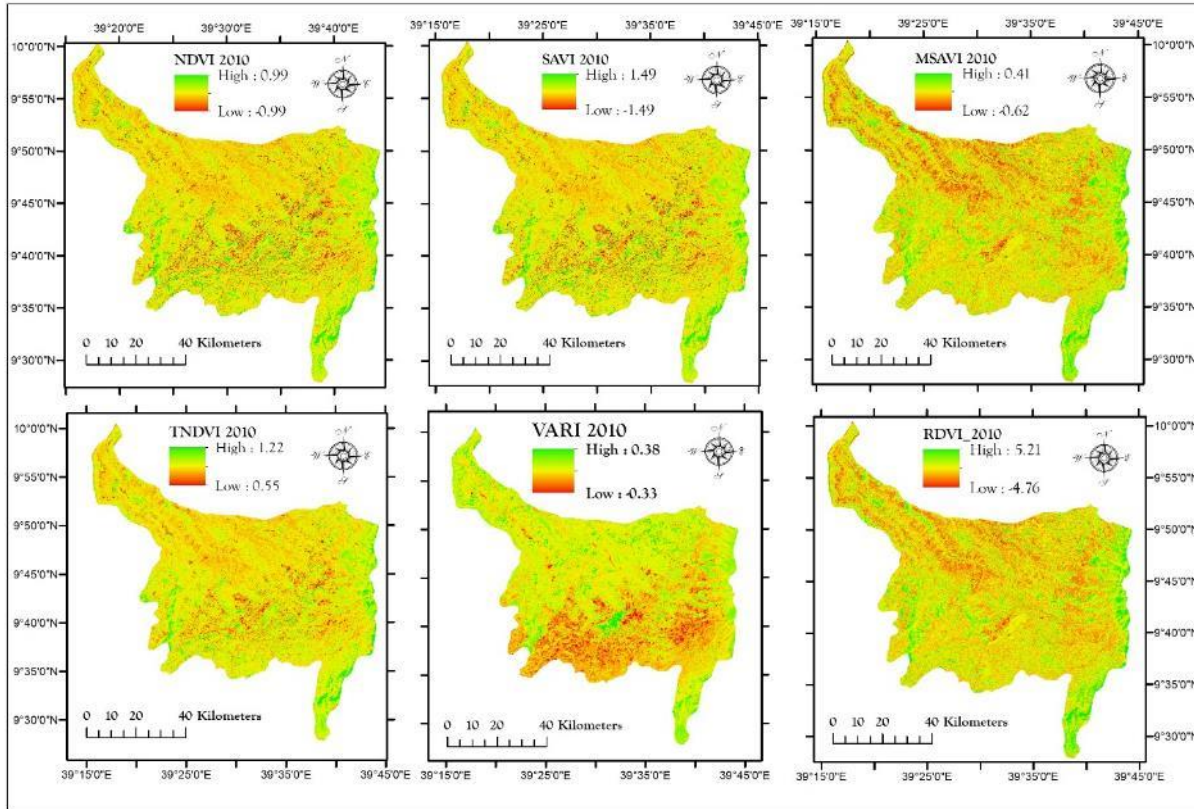 39°15'0"E 39°25'0"E 39°35'0"E 39°45'0"E
39°20'0"E 39°30'0"E 39°40'0"E
39°15'0"E 39°25'0"E 39°35'0"E 39°45'0"E
10°0'0"N
9°55'0"N
9°50'0"N
9°45'0"N
9°40'0"N
9°35'0"N
9°30'0"N
NDVI 2010
High : 0.99
Low : -0.99
0 10 20 40 Kilometers
SAVI 2010
High : 1.49
Low : -1.49
0 10 20 40 Kilometers
MSAVI 2010
High : 0.41
Low : -0.62
0 10 20 40 Kilometers
10°0'0"N
9°55'0"N
9°50'0"N
9°45'0"N
9°40'0"N
9°35'0"N
9°30'0"N
10°0'0"N
9°55'0"N
9°50'0"N
9°45'0"N
9°40'0"N
9°35'0"N
9°30'0"N
TNDVI 2010
High : 1.22
Low : 0.55
0 10 20 40 Kilometers
VARI 2010
High : 0.38
Low : -0.33
0 10 20 40 Kilometers
RDVI_2010
High : 5.21
Low : -4.76
0 10 20 40 Kilometers
10°0'0"N
9°55'0"N
9°50'0"N
9°45'0"N
9°40'0"N
9°35'0"N
9°30'0"N
39°15'0"E 39°25'0"E 39°35'0"E 39°45'0"E
39°15'0"E 39°25'0"E 39°35'0"E 39°45'0"E
39°15'0"E 39°25'0"E 39°35'0"E 39°45'0"E